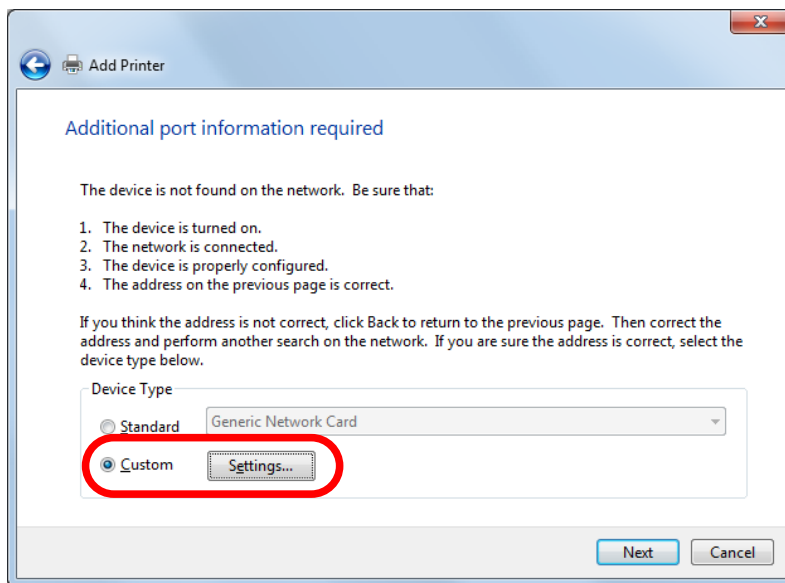 Add Printer
Additional port information required
The device is not found on the network. Be sure that:
1. The device is turned on.
2. The network is connected.
3. The device is properly configured.
4. The address on the previous page is correct.
If you think the address is not correct, click Back to return to the previous page. Then correct the
address and perform another search on the network. If you are sure the address is correct, select the
device type below.
Device Type
Standard
Generic Network Card
Custom
Settings...
Next
Cancel